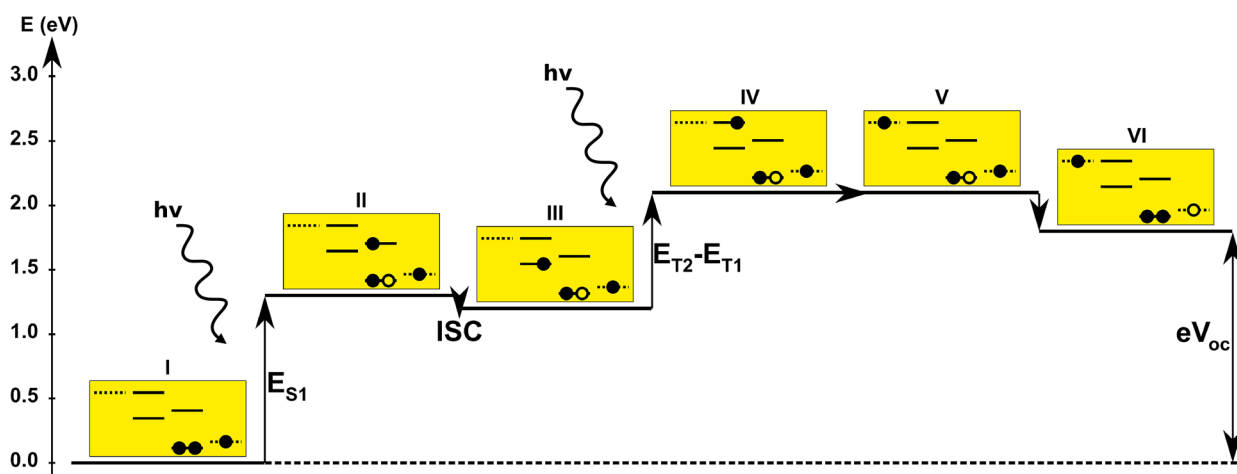 E (eV)
3.0
2.5
2.0
1.5
1.0
0.5
0.0
I
hν
E_S1
II
ISC
III
hν
E_T2-E_T1
IV
V
VI
eV_oc